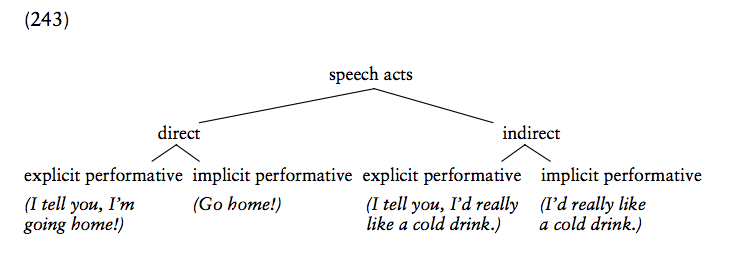 (243)
speech acts
direct indirect
explicit performative implicit performative explicit performative implicit performative
(I tell you, I’m (Go home!) (I tell you, I’d really (I’d really like
going home!) like a cold drink.) a cold drink.)